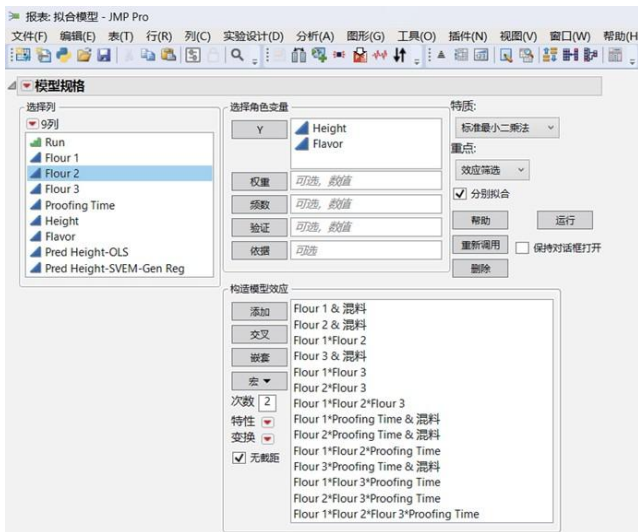 报表: 拟合模型 - JMP Pro
文件(F) 编辑(E) 表(T) 行(R) 列(C) 实验设计(D) 分析(A) 图形(G) 工具(O) 插件(N) 视图(V) 窗口(W) 帮助(H
模型规格
选择列
9列
Run
Flour 1
Flour 2
Flour 3
Proofing Time
Height
Flavor
Pred Height-OLS
Pred Height-SVEM-Gen Reg
选择角色变量
Y
Height
Flavor
权重 可选, 数值
频数 可选, 数值
验证 可选, 数值
依据 可选
特质:
标准最小二乘法
重点:
效应筛选
分别拟合
帮助 运行
重新调用 保持对话框打开
删除
构造模型效应
添加
交叉
嵌套
宏
次数 2
特性
变换
无截距
Flour 1 & 混料
Flour 2 & 混料
Flour 1*Flour 2
Flour 3 & 混料
Flour 1*Flour 3
Flour 2*Flour 3
Flour 1*Flour 2*Flour 3
Flour 1*Proofing Time & 混料
Flour 2*Proofing Time & 混料
Flour 1*Flour 2*Proofing Time
Flour 3*Proofing Time & 混料
Flour 1*Flour 3*Proofing Time
Flour 2*Flour 3*Proofing Time
Flour 1*Flour 2*Flour 3*Proofing Time